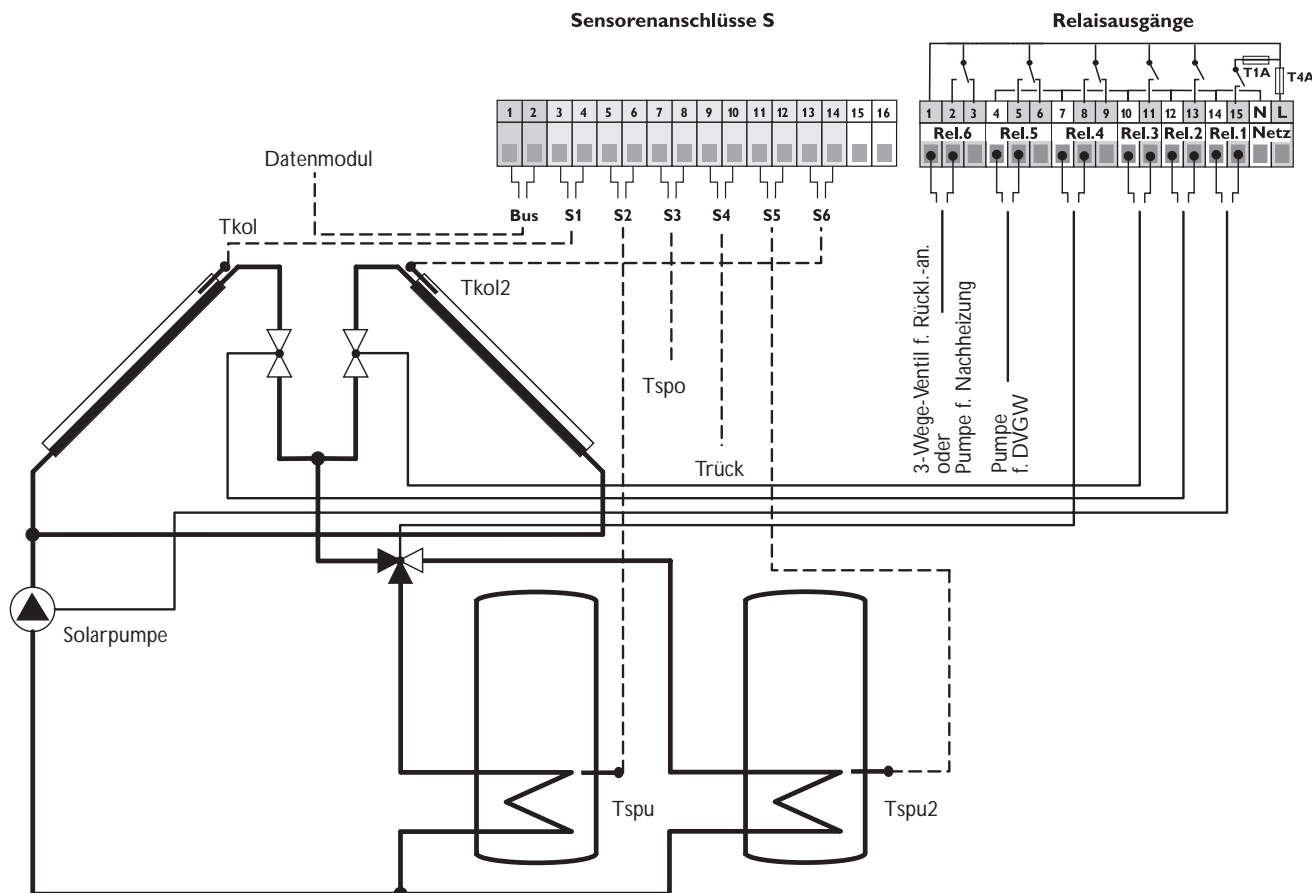 Sensorenanschlüsse S
Relaisausgänge
T1A
T4A
1 2 3 4 5 6 7 8 9 10 11 12 13 14 15 16
1 2 3 4 5 6 7 8 9 10 11 12 13 14 15 N L
Rel.6 Rel.5 Rel.4 Rel.3 Rel.2 Rel.1 Netz
Datenmodul
Bus S1 S2 S3 S4 S5 S6
Tkol
Tkol2
Tspo
Trück
3-Wege-Ventil f. Rückl.-an.
oder
Pumpe f. Nachheizung
Pumpe
f. DVGW
Solarpumpe
Tspu
Tspu2